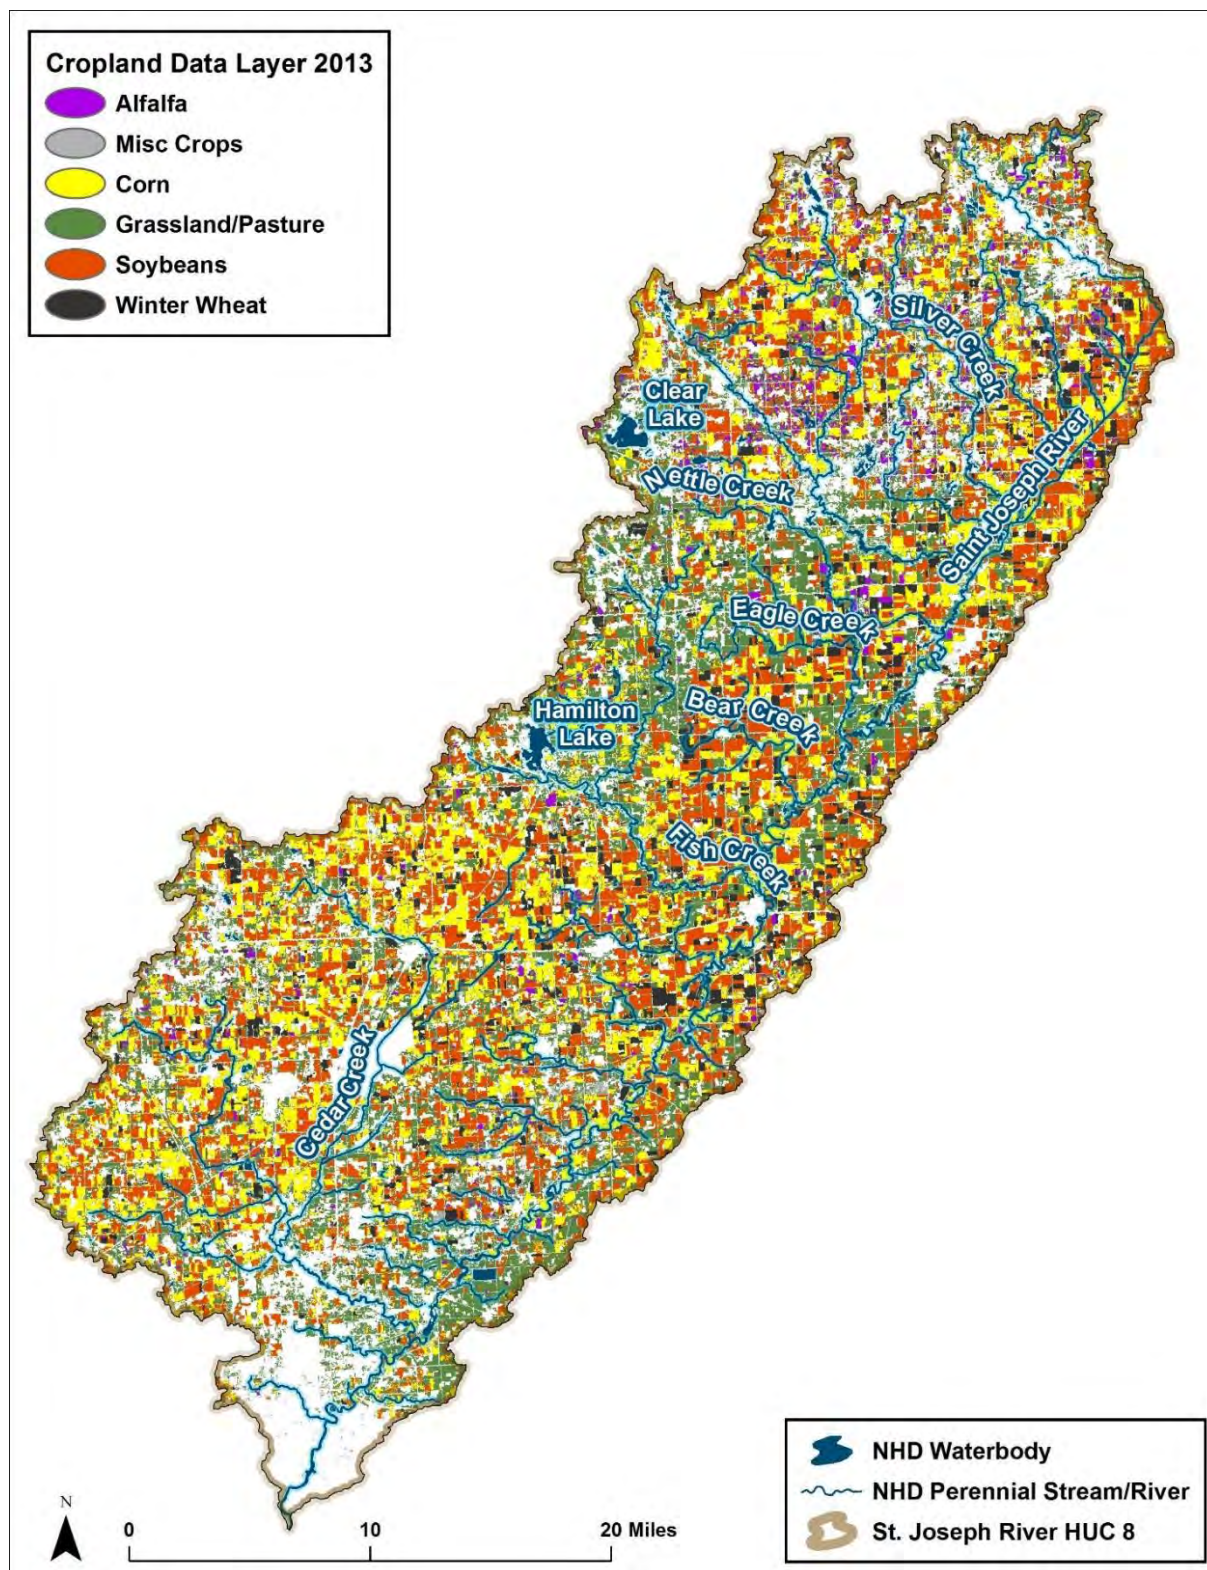 Cropland Data Layer 2013
Alfalfa
Misc Crops
Corn
Grassland/Pasture
Soybeans
Winter Wheat
Silver Creek
Clear
Lake
Nettle Creek
Saint Joseph River
Eagle Creek
Bear Creek
Hamilton
Lake
Fish Creek
Cedar Creek
NHD Waterbody
NHD Perennial Stream/River
St. Joseph River HUC 8
N
0 10 20 Miles